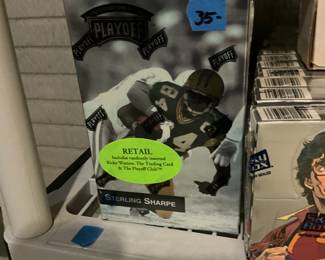 35-
PLAYOFF
PLAYOFF
PLAYOFF
PLAYOFF
84
RETAIL
Includes randomly inserted
Ricky Watters, The Trading Card
& The Playoff Club™
STERLING SHARPE